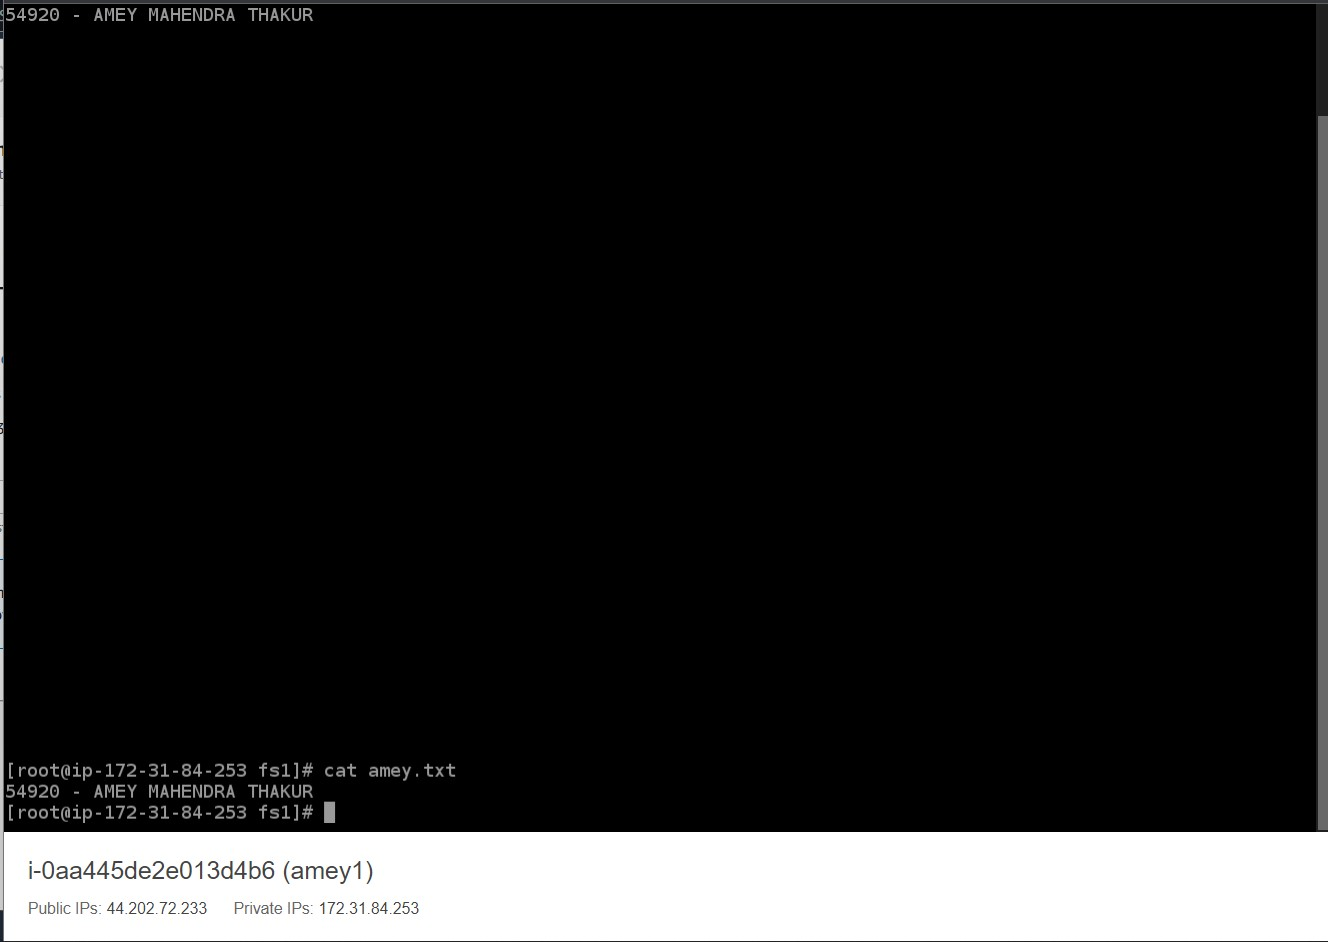 54920 - AMEY MAHENDRA THAKUR
[root@ip-172-31-84-253 fs1]# cat amey.txt
54920 - AMEY MAHENDRA THAKUR
[root@ip-172-31-84-253 fs1]#
i-0aa445de2e013d4b6 (amey1)
Public IPs: 44.202.72.233 Private IPs: 172.31.84.253